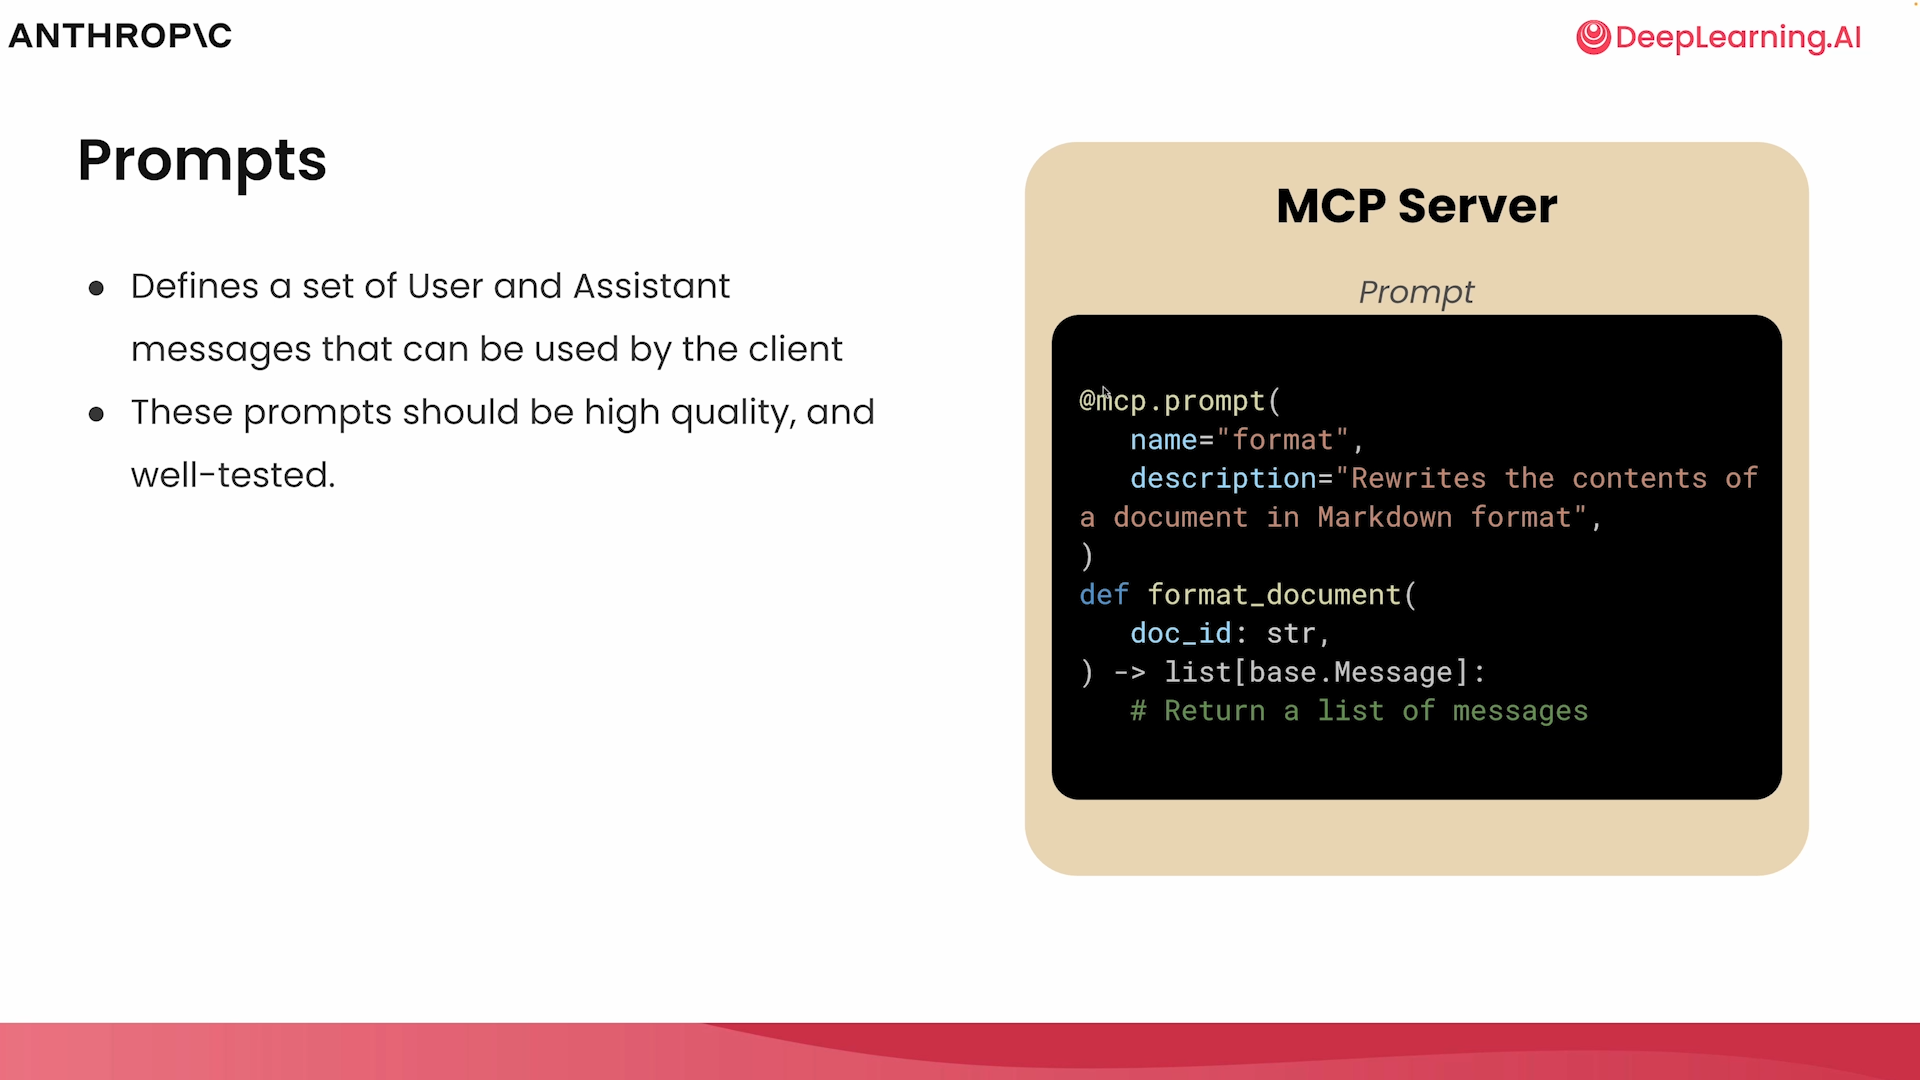 ANTHROP\C
DeepLearning.AI
Prompts
● Defines a set of User and Assistant
messages that can be used by the client
● These prompts should be high quality, and
well-tested.
MCP Server
Prompt
@mcp.prompt(
name="format",
description="Rewrites the contents of
a document in Markdown format",
)
def format_document(
doc_id: str,
) -> list[base.Message]:
# Return a list of messages